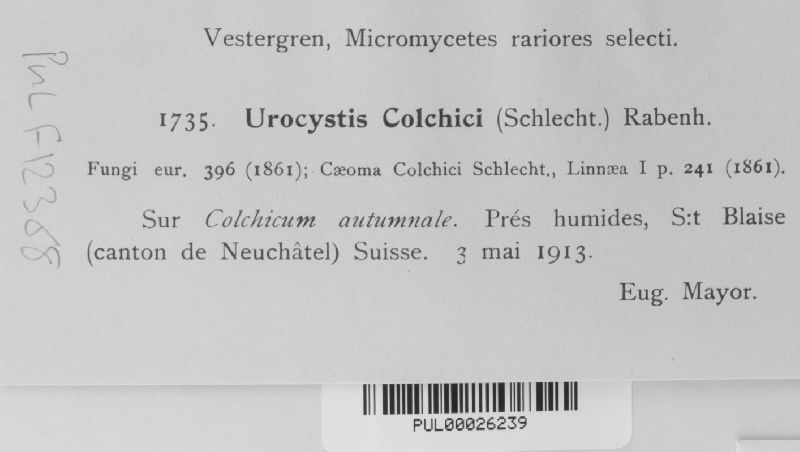 Vestergren, Micromycetes rariores selecti.
1735. Urocystis Colchici (Schlecht.) Rabenh.
Fungi eur. 396 (1861); Cæoma Colchici Schlecht., Linnæa I p. 241 (1861).
Sur Colchicum autumnale. Prés humides, S:t Blaise
(canton de Neuchâtel) Suisse. 3 mai 1913.
Eug. Mayor.
PUL F12368
PUL00026239